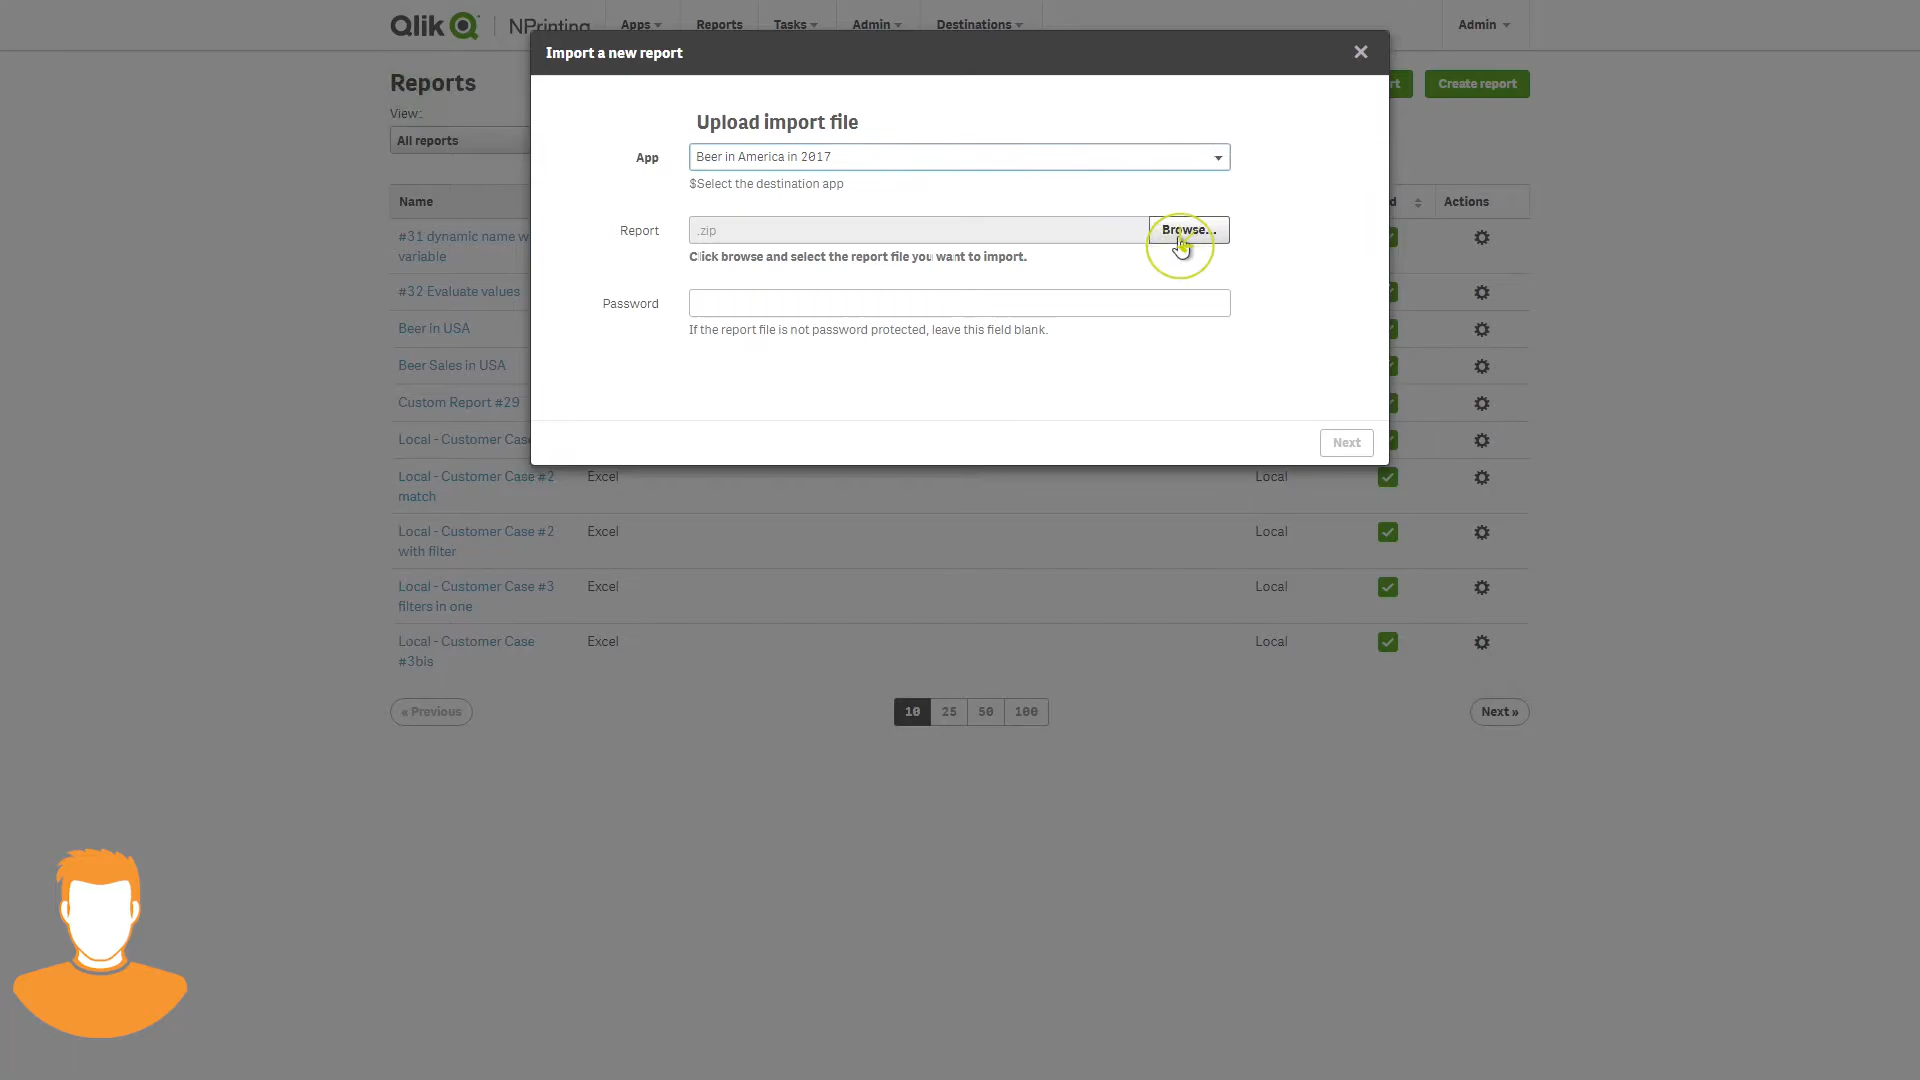 Qlik NPrinting Apps Reports Tasks Admin Destinations Admin
Import a new report
Reports
rt Create report
View:
All reports
Upload import file
App Beer in America in 2017
$Select the destination app
Report .zip Browse...
Click browse and select the report file you want to import.
Password
If the report file is not password protected, leave this field blank.
Next
Name d Actions
#31 dynamic name w
variable
#32 Evaluate values
Beer in USA
Beer Sales in USA
Custom Report #29
Local - Customer Cas
Local - Customer Case #2 Excel Local
match
Local - Customer Case #2 Excel Local
with filter
Local - Customer Case #3 Excel Local
filters in one
Local - Customer Case Excel Local
#3bis
« Previous 10 25 50 100 Next »